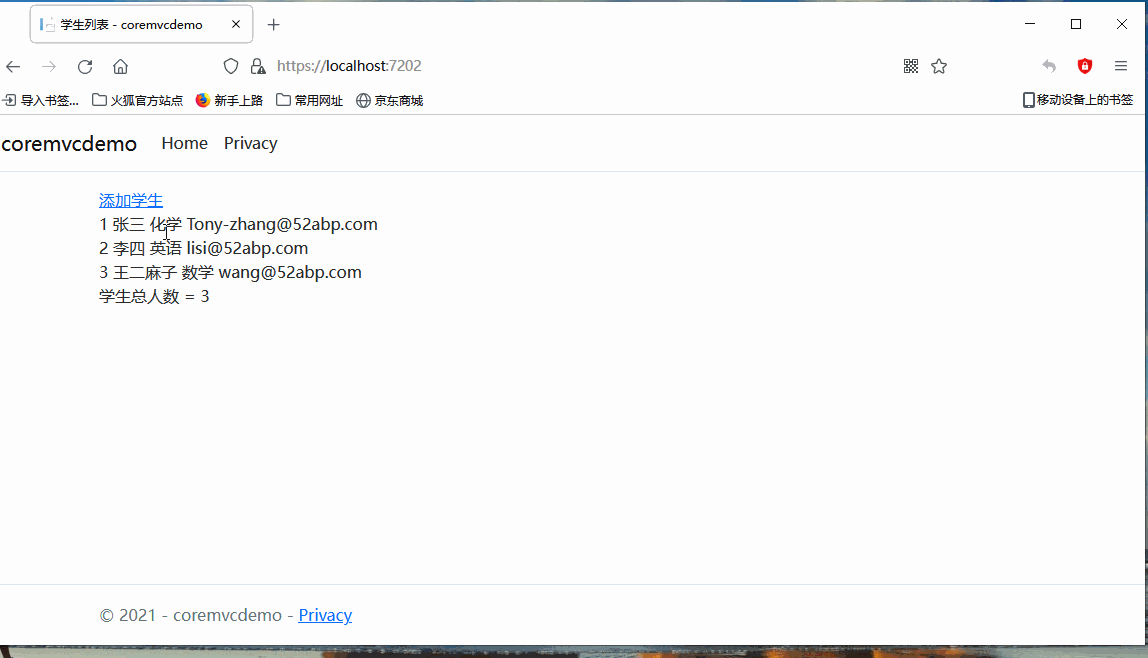 学生列表 - coremvcdemo
https://localhost:7202
导入书签... 火狐官方站点 新手上路 常用网址 京东商城 移动设备上的书签
coremvcdemo Home Privacy
添加学生
1 张三 化学 Tony-zhang@52abp.com
2 李四 英语 lisi@52abp.com
3 王二麻子 数学 wang@52abp.com
学生总人数 = 3
© 2021 - coremvcdemo - Privacy